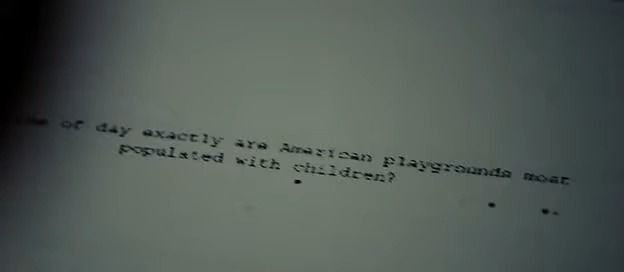 of day exactly are American playgrounds most
populated with children?